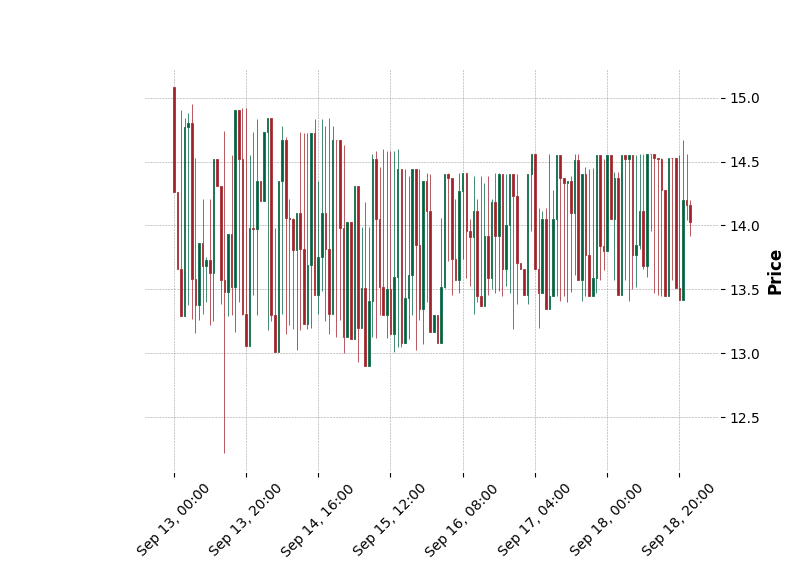 15.0
14.5
14.0
13.5
13.0
12.5
Price
Sep 13, 00:00
Sep 13, 20:00
Sep 14, 16:00
Sep 15, 12:00
Sep 16, 08:00
Sep 17, 04:00
Sep 18, 00:00
Sep 18, 20:00